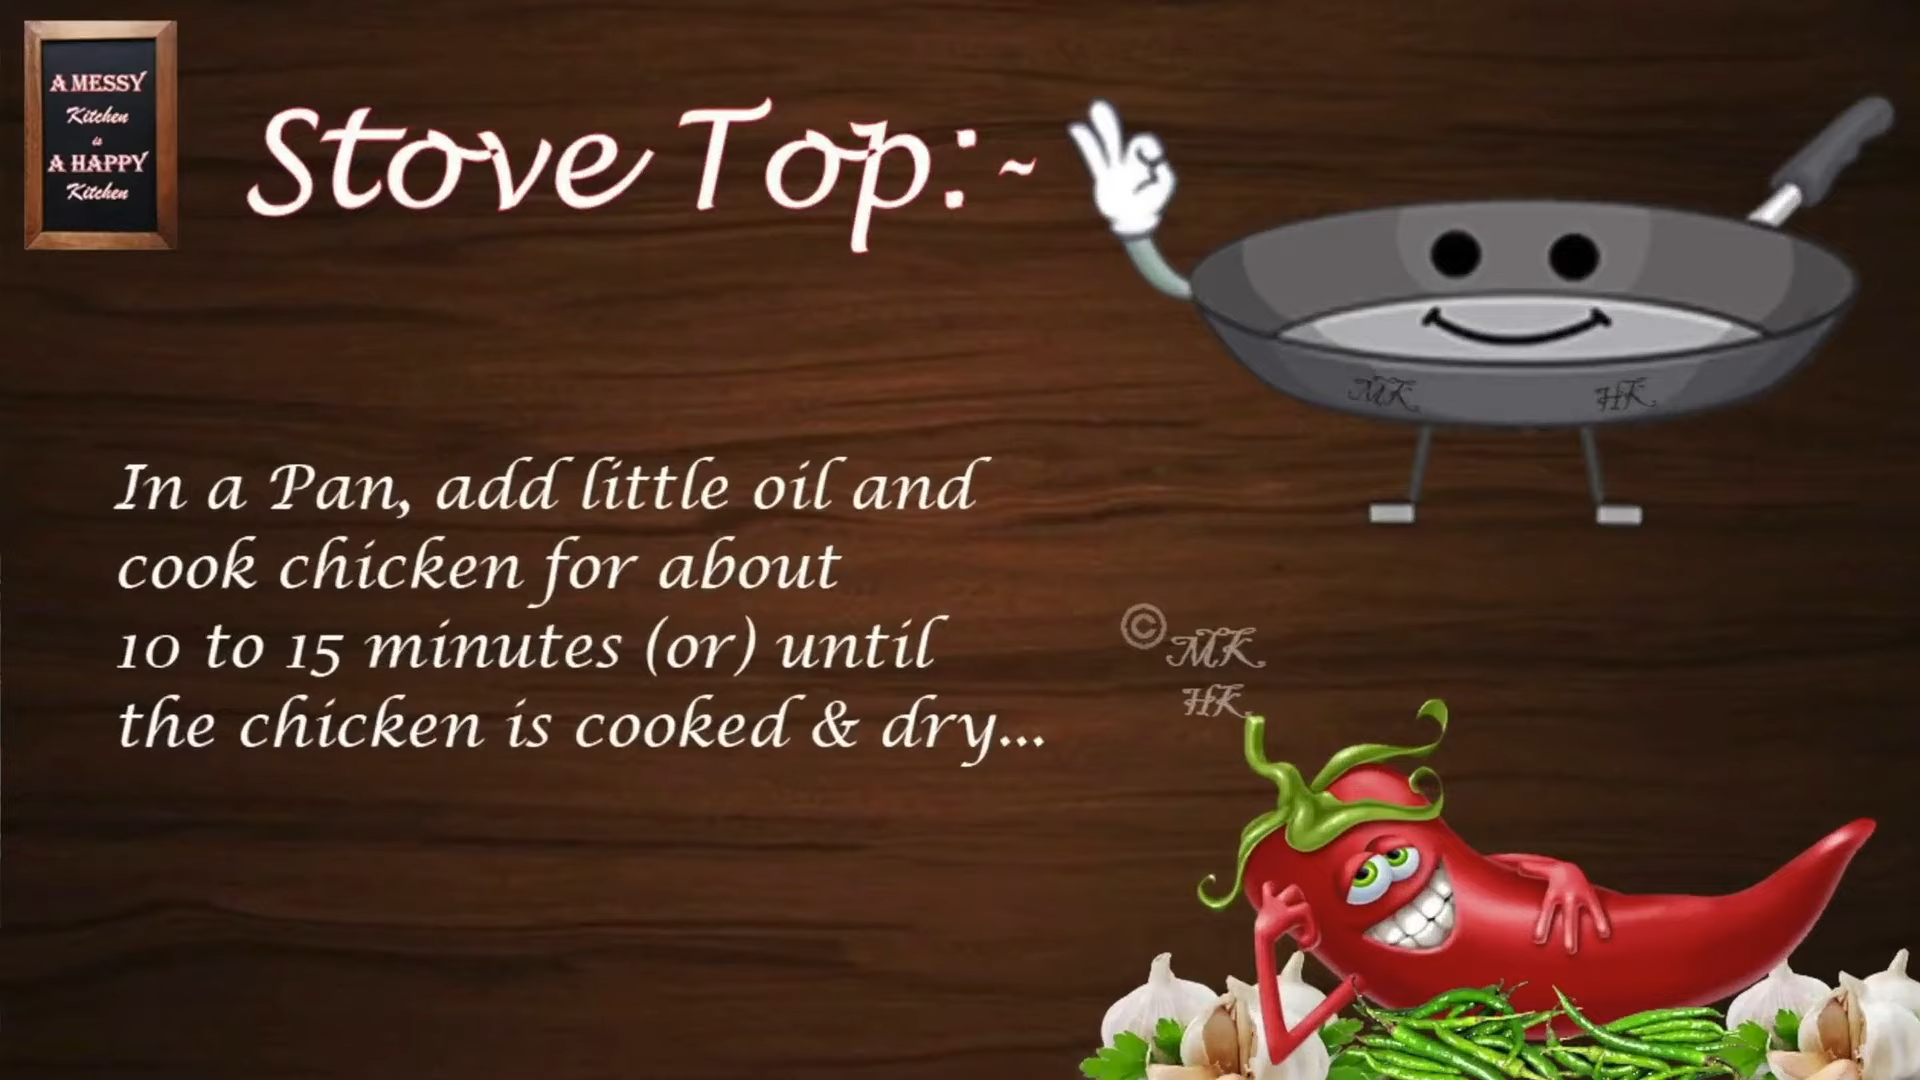 A MESSY
Kitchen
is
A HAPPY
Kitchen
Stove Top:~
MK HK
In a Pan, add little oil and
cook chicken for about
10 to 15 minutes (or) until
the chicken is cooked & dry...
© MK
HK